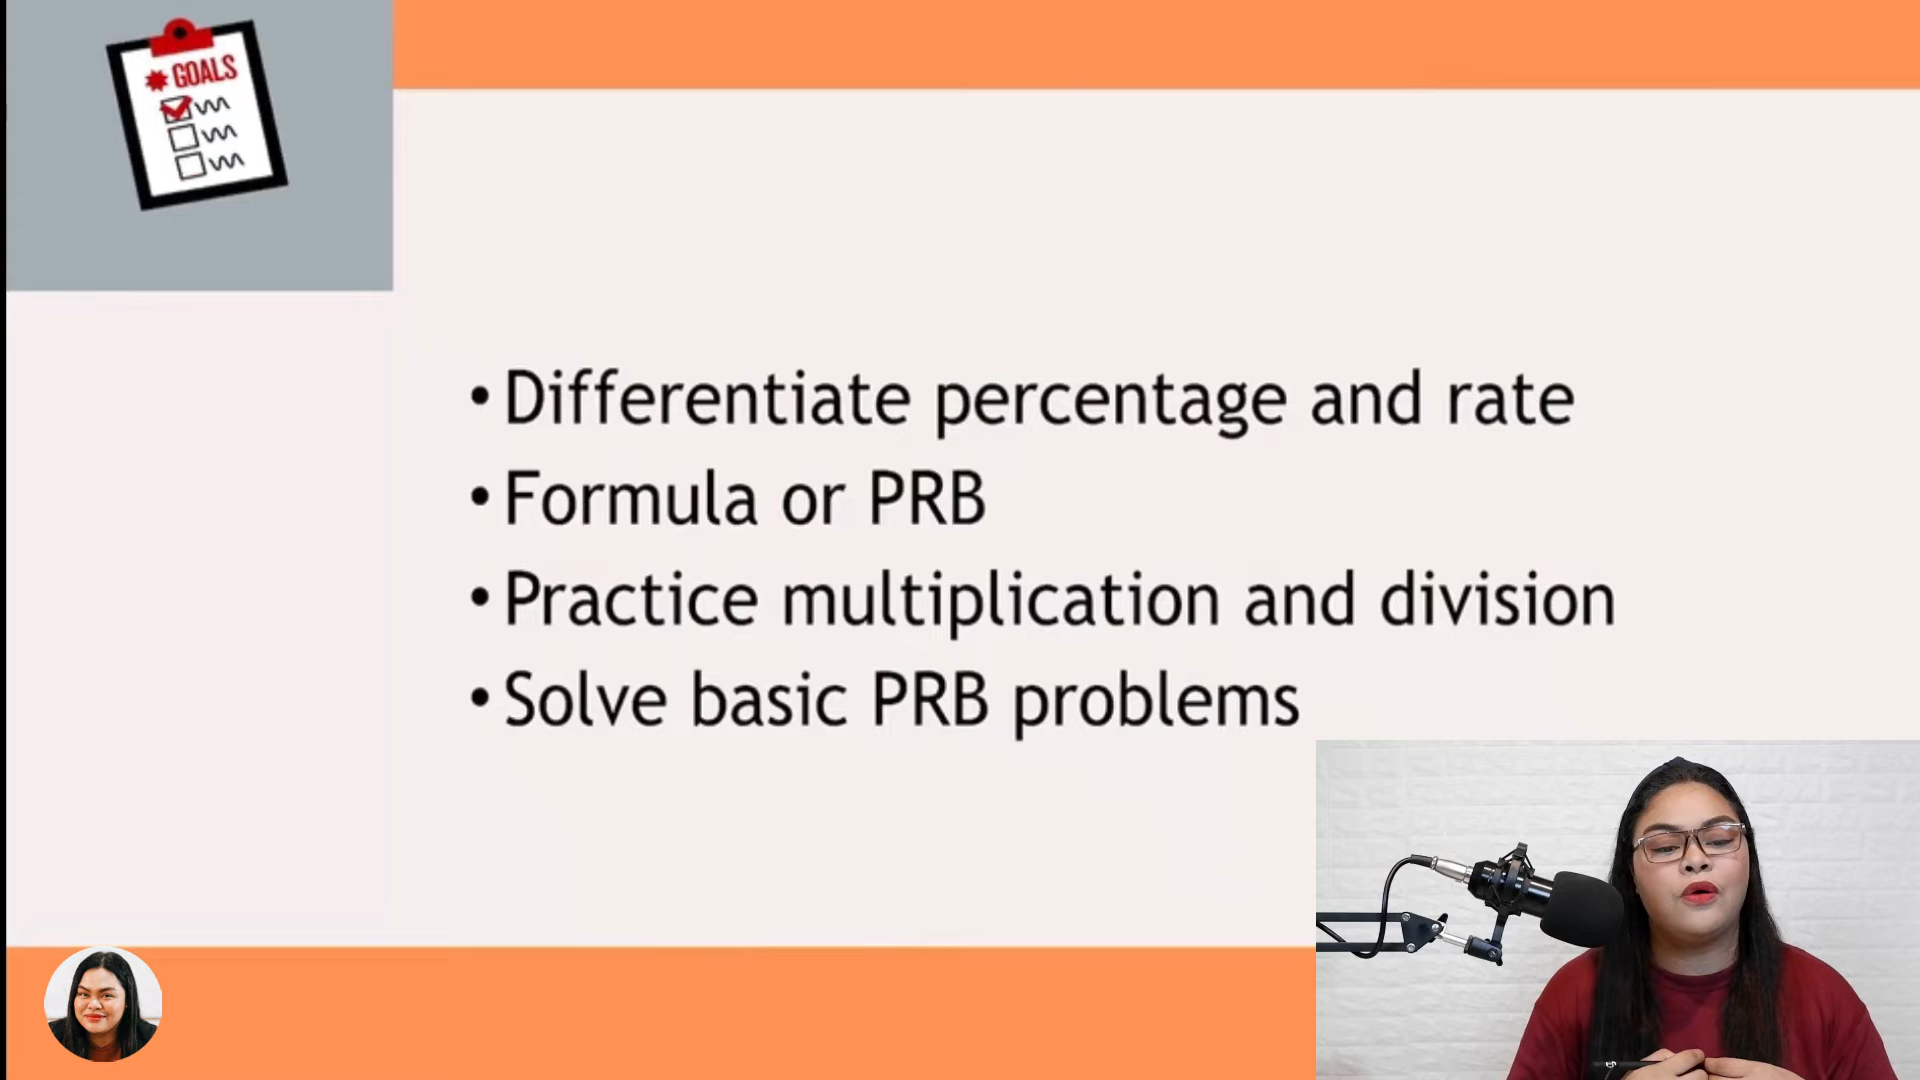 GOALS
• Differentiate percentage and rate
• Formula or PRB
• Practice multiplication and division
• Solve basic PRB problems